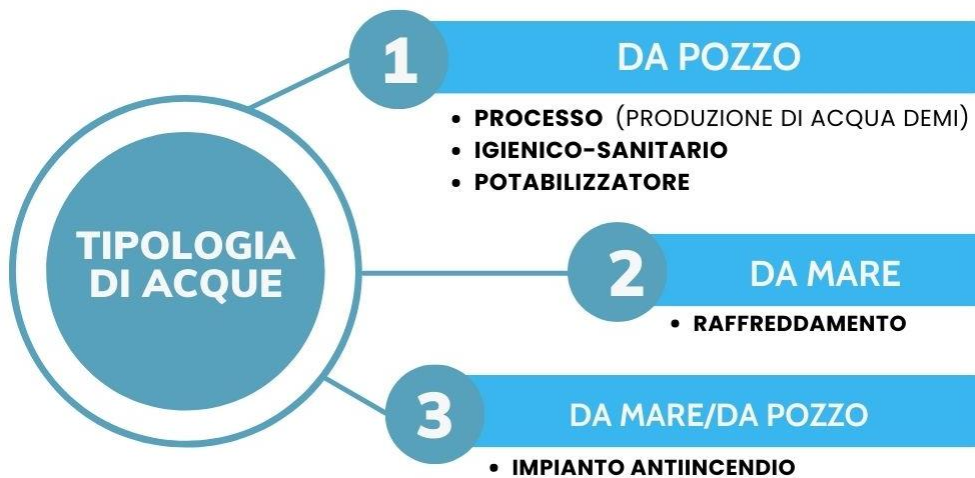 TIPOLOGIA
DI ACQUE
1
DA POZZO
• PROCESSO (PRODUZIONE DI ACQUA DEMI)
• IGIENICO-SANITARIO
• POTABILIZZATORE
2
DA MARE
• RAFFREDDAMENTO
3
DA MARE/DA POZZO
• IMPIANTO ANTIINCENDIO